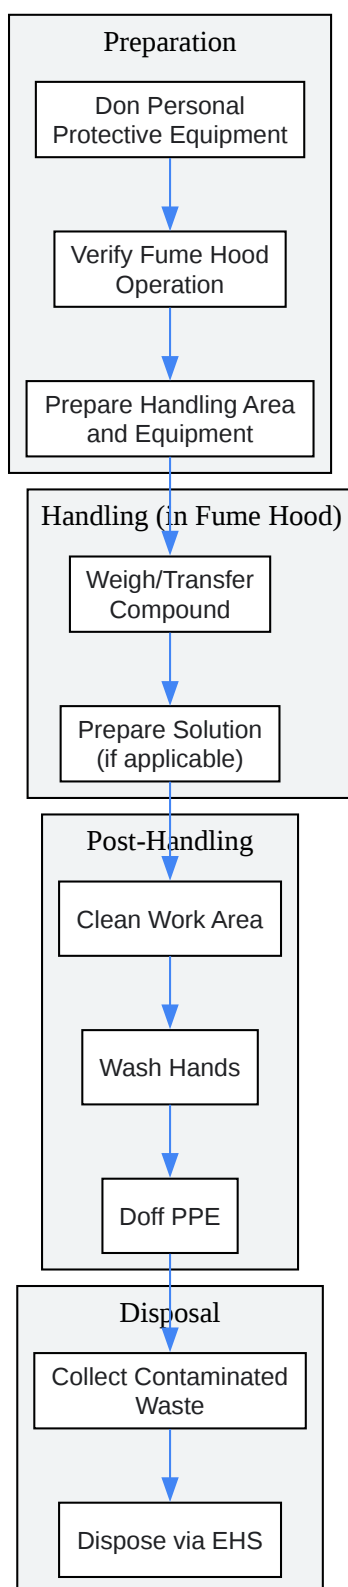 Preparation
Don Personal
Protective Equipment
Verify Fume Hood
Operation
Prepare Handling Area
and Equipment
Handling (in Fume Hood)
Weigh/Transfer
Compound
Prepare Solution
(if applicable)
Post-Handling
Clean Work Area
Wash Hands
Doff PPE
Disposal
Collect Contaminated
Waste
Dispose via EHS